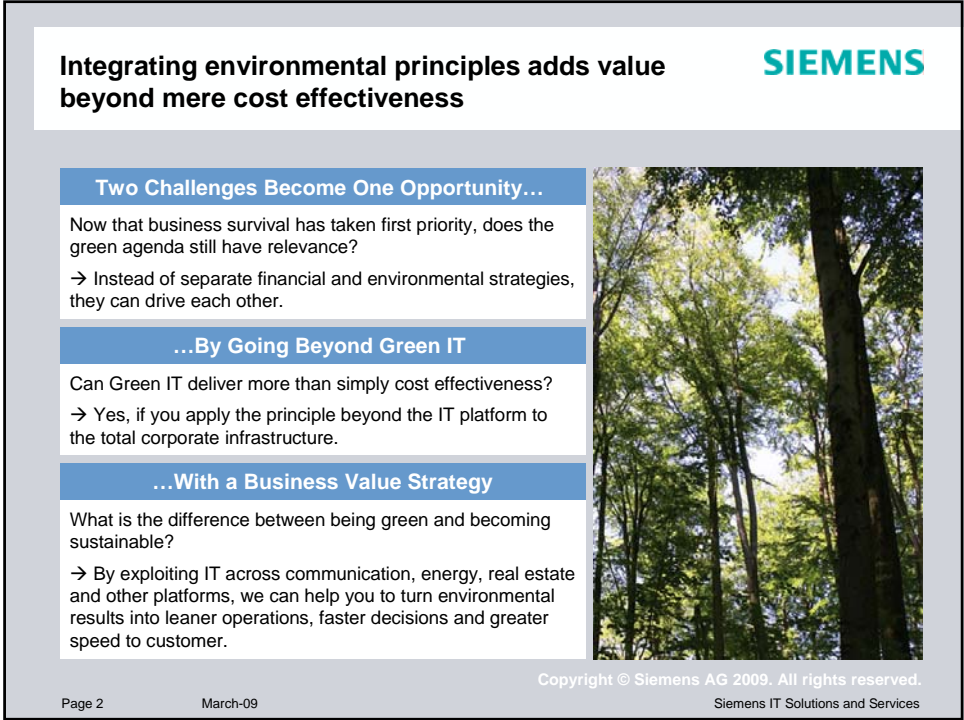 Integrating environmental principles adds value
beyond mere cost effectiveness
SIEMENS
Two Challenges Become One Opportunity…
Now that business survival has taken first priority, does the
green agenda still have relevance?
→ Instead of separate financial and environmental strategies,
they can drive each other.
…By Going Beyond Green IT
Can Green IT deliver more than simply cost effectiveness?
→ Yes, if you apply the principle beyond the IT platform to
the total corporate infrastructure.
…With a Business Value Strategy
What is the difference between being green and becoming
sustainable?
→ By exploiting IT across communication, energy, real estate
and other platforms, we can help you to turn environmental
results into leaner operations, faster decisions and greater
speed to customer.
Copyright © Siemens AG 2009. All rights reserved.
Page 2 March-09 Siemens IT Solutions and Services